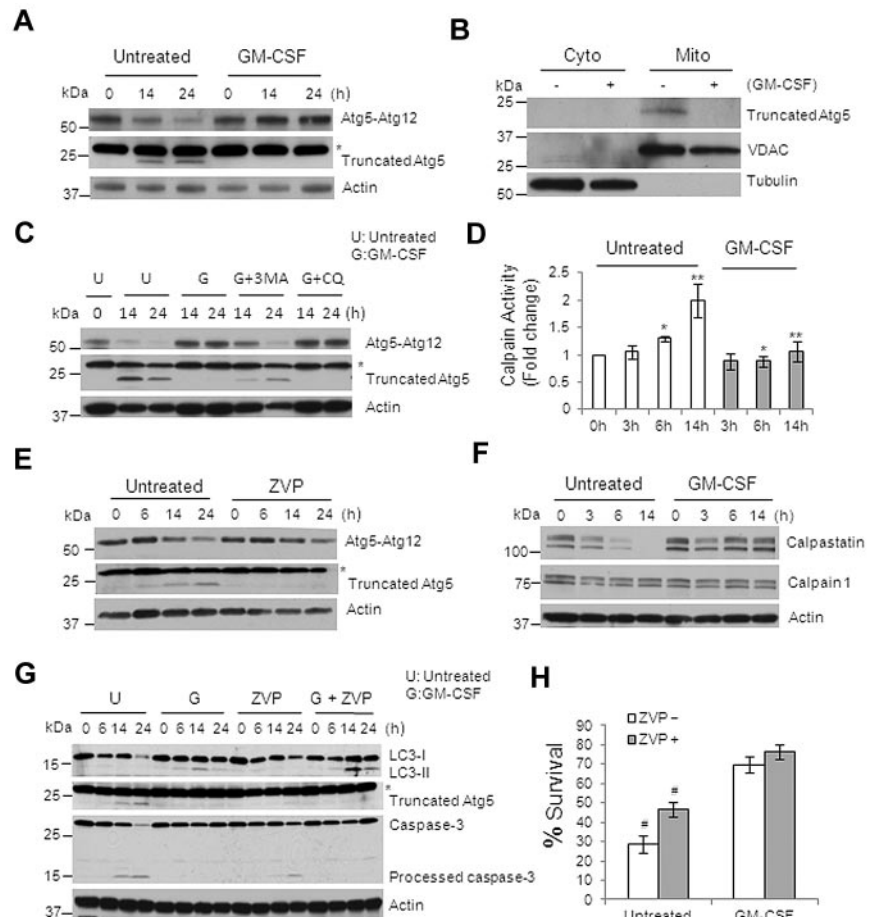 A
Untreated GM-CSF
kDa 0 14 24 0 14 24 (h)
50 Atg5-Atg12
*
25 Truncated Atg5
37 Actin
B
Cyto Mito
kDa - + - + (GM-CSF)
25 Truncated Atg5
37 VDAC
50 Tubulin
C
U: Untreated
G:GM-CSF
U U G G+3MA G+CQ
kDa 0 14 24 14 24 14 24 14 24 (h)
50 Atg5-Atg12
*
25 Truncated Atg5
37 Actin
D
Untreated GM-CSF
Calpain Activity
(Fold change)
2.5
2
1.5
1
0.5
0
* ** * **
0h 3h 6h 14h 3h 6h 14h
E
Untreated ZVP
kDa 0 6 14 24 0 6 14 24 (h)
50 Atg5-Atg12
*
25 Truncated Atg5
37 Actin
F
Untreated GM-CSF
kDa 0 3 6 14 0 3 6 14 (h)
100 Calpastatin
75 Calpain 1
37 Actin
G
U: Untreated
G:GM-CSF
U G ZVP G + ZVP
kDa 0 6 14 24 0 6 14 24 0 6 14 24 0 6 14 24 (h)
15 LC3-I
LC3-II
*
25 Truncated Atg5
25 Caspase-3
15 Processed caspase-3
37 Actin
H
ZVP –
ZVP +
% Survival
90
80
70
60
50
40
30
20
10
0
# #
Untreated GM-CSF